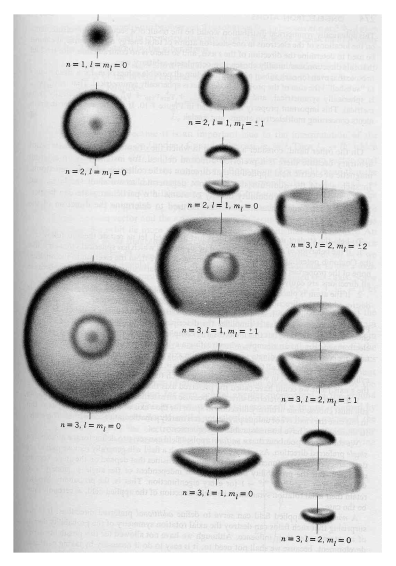 n = 1, l = m_l = 0
n = 2, l = 1, m_l = ±1
n = 2, l = m_l = 0
n = 2, l = 1, m_l = 0
n = 3, l = 2, m_l = ±2
n = 3, l = 1, m_l = ±1
n = 3, l = 2, m_l = ±1
n = 3, l = m_l = 0
n = 3, l = 1, m_l = 0
n = 3, l = 2, m_l = 0